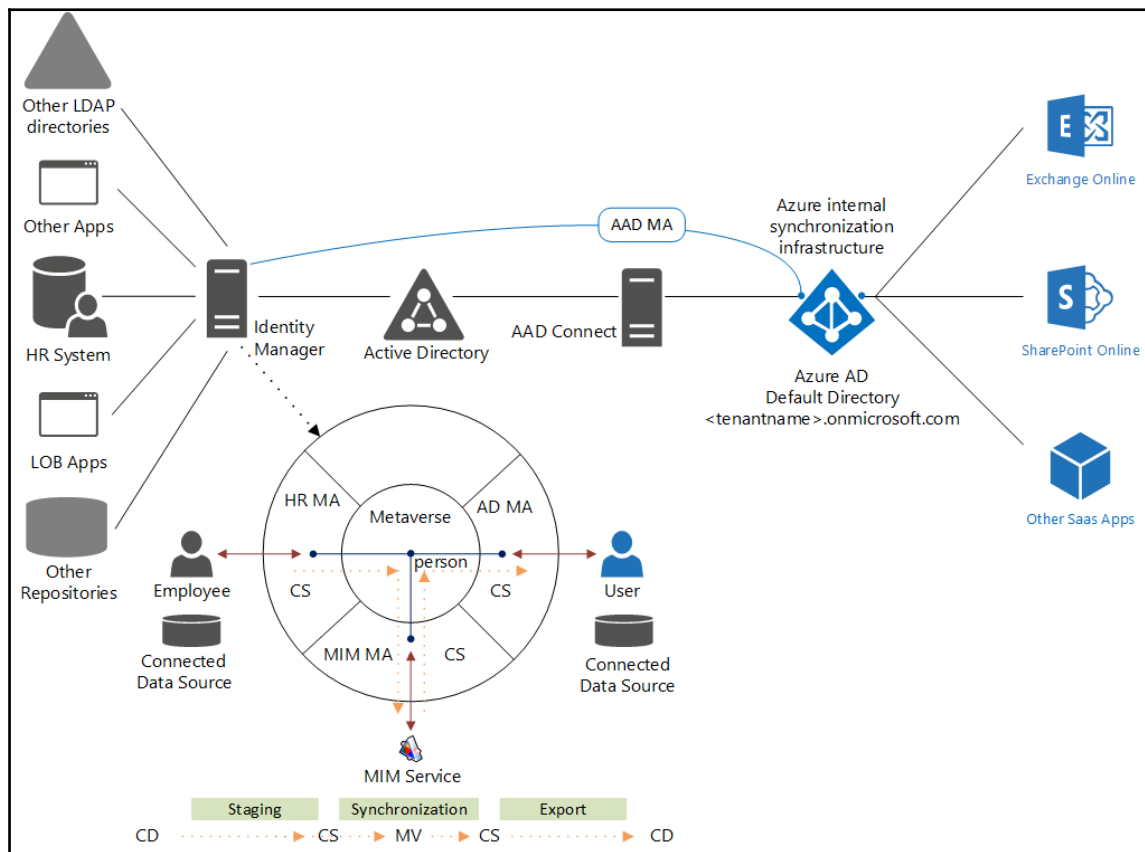 Other LDAP
directories
Other Apps
HR System
LOB Apps
Other
Repositories
Identity
Manager
Active Directory
AAD Connect
AAD MA
Azure internal
synchronization
infrastructure
Azure AD
Default Directory
<tenantname>.onmicrosoft.com
E
Exchange Online
S
SharePoint Online
Other Saas Apps
HR MA
Metaverse
AD MA
person
CS
CS
MIM MA
CS
Employee
Connected
Data Source
User
Connected
Data Source
MIM Service
Staging
Synchronization
Export
CD
CS
MV
CS
CD